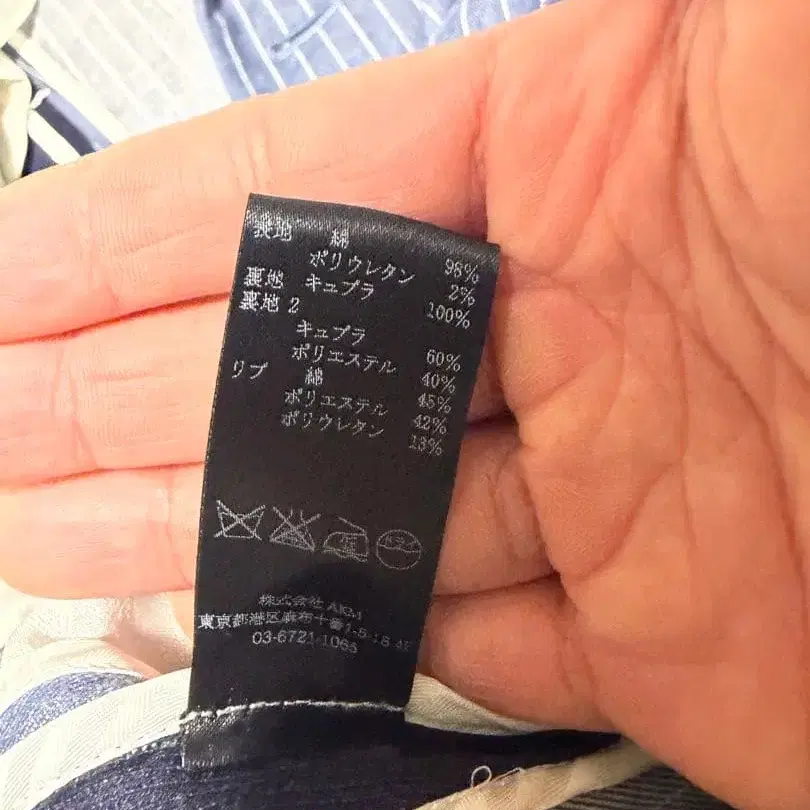 表地 綿 98%
ポリウレタン 2%
裏地 キュプラ 100%
裏地 2
キュプラ 60%
ポリエステル 40%
リブ 綿 45%
ポリエステル 42%
ポリウレタン 13%
株式会社 AKM
東京都港区麻布十番1-5-18
03-6721-1065